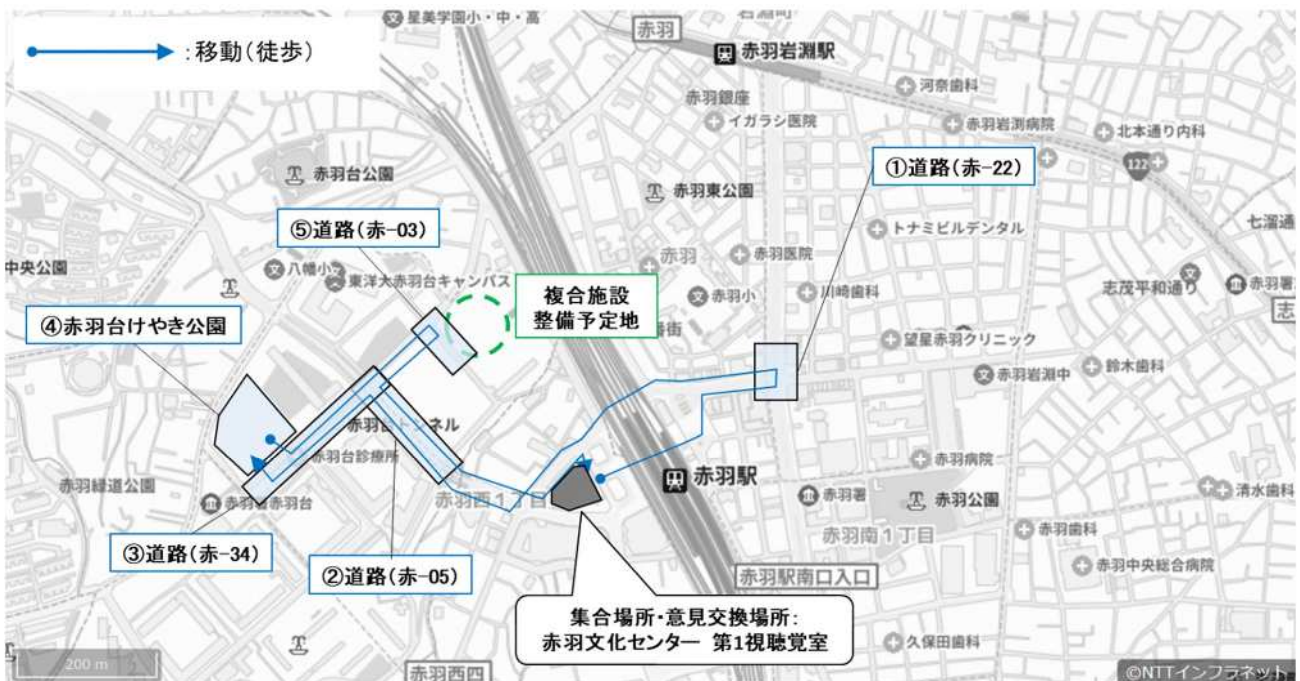 星美学園小・中・高
赤羽
赤羽岩淵駅
:移動(徒歩)
河奈歯科
赤羽銀座
イガラシ医院
赤羽岩渕病院
北本通り内科
122
①道路(赤-22)
赤羽台公園
赤羽東公園
⑤道路(赤-03)
トナミビルデンタル
七溜通
中央公園
八幡小
東洋大赤羽台キャンパス
赤羽
赤羽医院
複合施設
整備予定地
赤羽小
川崎歯科
志茂平和通り
赤羽署
志
④赤羽台けやき公園
番街
望星赤羽クリニック
赤羽岩淵中
鈴木歯科
赤羽台トンネル
赤羽台診療所
赤羽緑道公園
赤羽駅
赤羽病院
清水歯科
赤羽署赤羽台
赤羽西1丁目
赤羽署
赤羽公園
赤羽歯科
赤羽南1丁目
③道路(赤-34)
②道路(赤-05)
赤羽中央総合病院
赤羽駅南口入口
集合場所・意見交換場所:
赤羽文化センター 第1視聴覚室
久保田歯科
200 m
赤羽西四
©NTTインフラネット